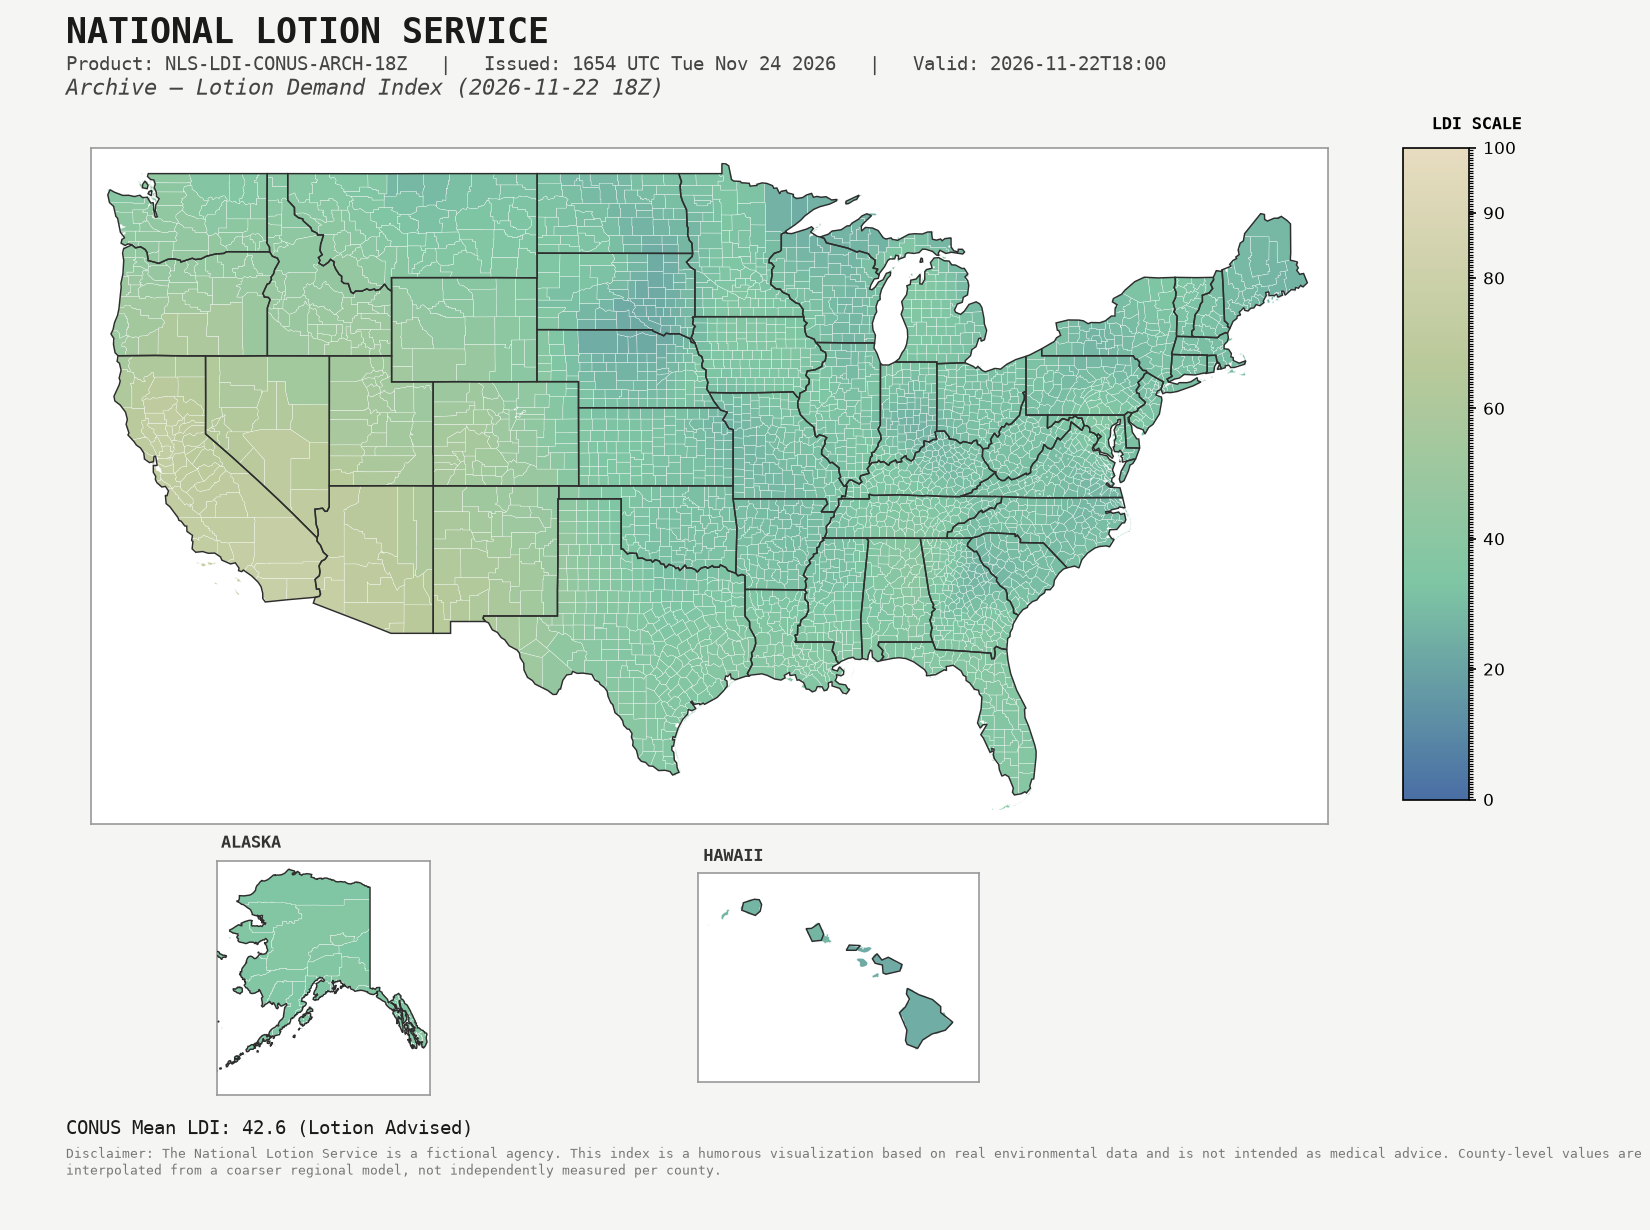 NATIONAL LOTION SERVICE
Product: NLS-LDI-CONUS-ARCH-18Z | Issued: 1654 UTC Tue Nov 24 2026 | Valid: 2026-11-22T18:00
Archive — Lotion Demand Index (2026-11-22 18Z)
LDI SCALE
100
90
80
60
40
20
0
ALASKA
HAWAII
CONUS Mean LDI: 42.6 (Lotion Advised)
Disclaimer: The National Lotion Service is a fictional agency. This index is a humorous visualization based on real environmental data and is not intended as medical advice. County-level values are
interpolated from a coarser regional model, not independently measured per county.